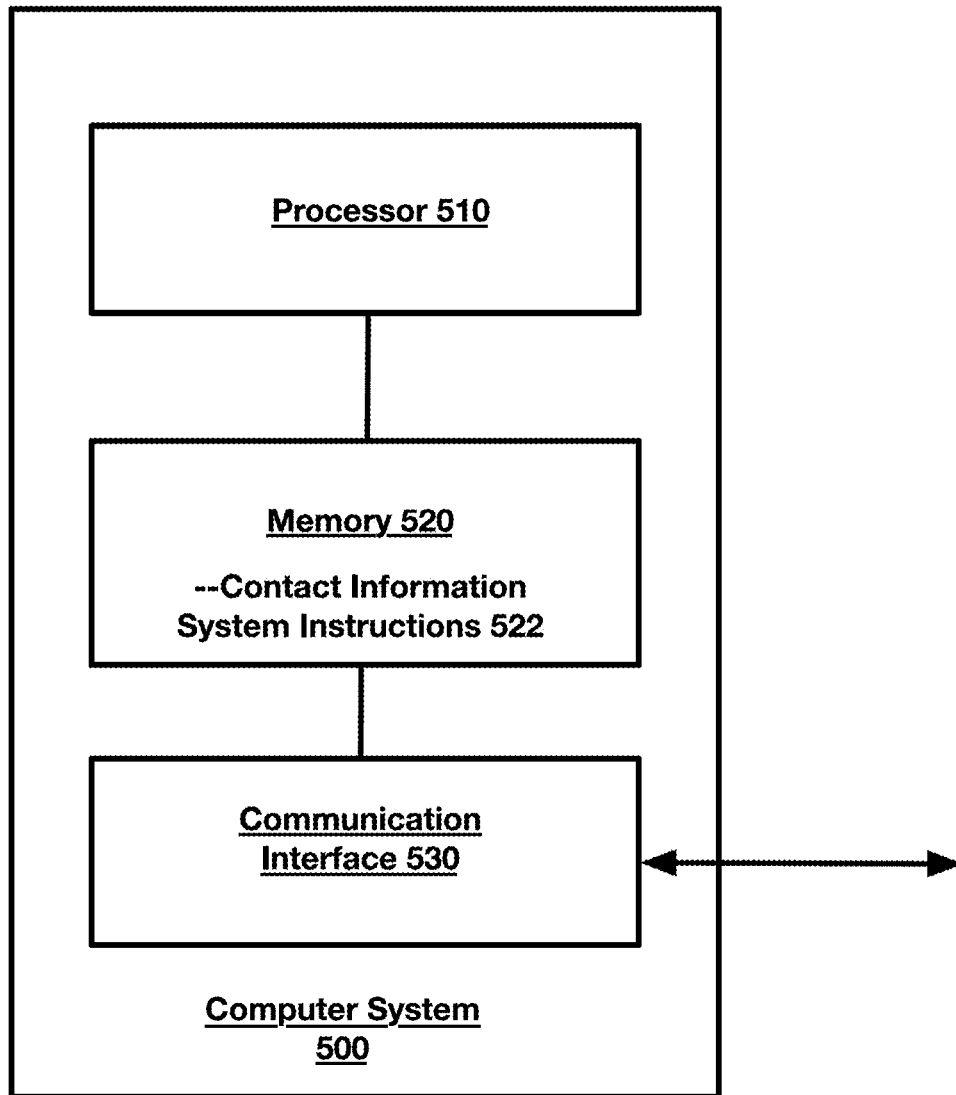 Processor 510
Memory 520
--Contact Information
System Instructions 522
Communication
Interface 530
Computer System
500